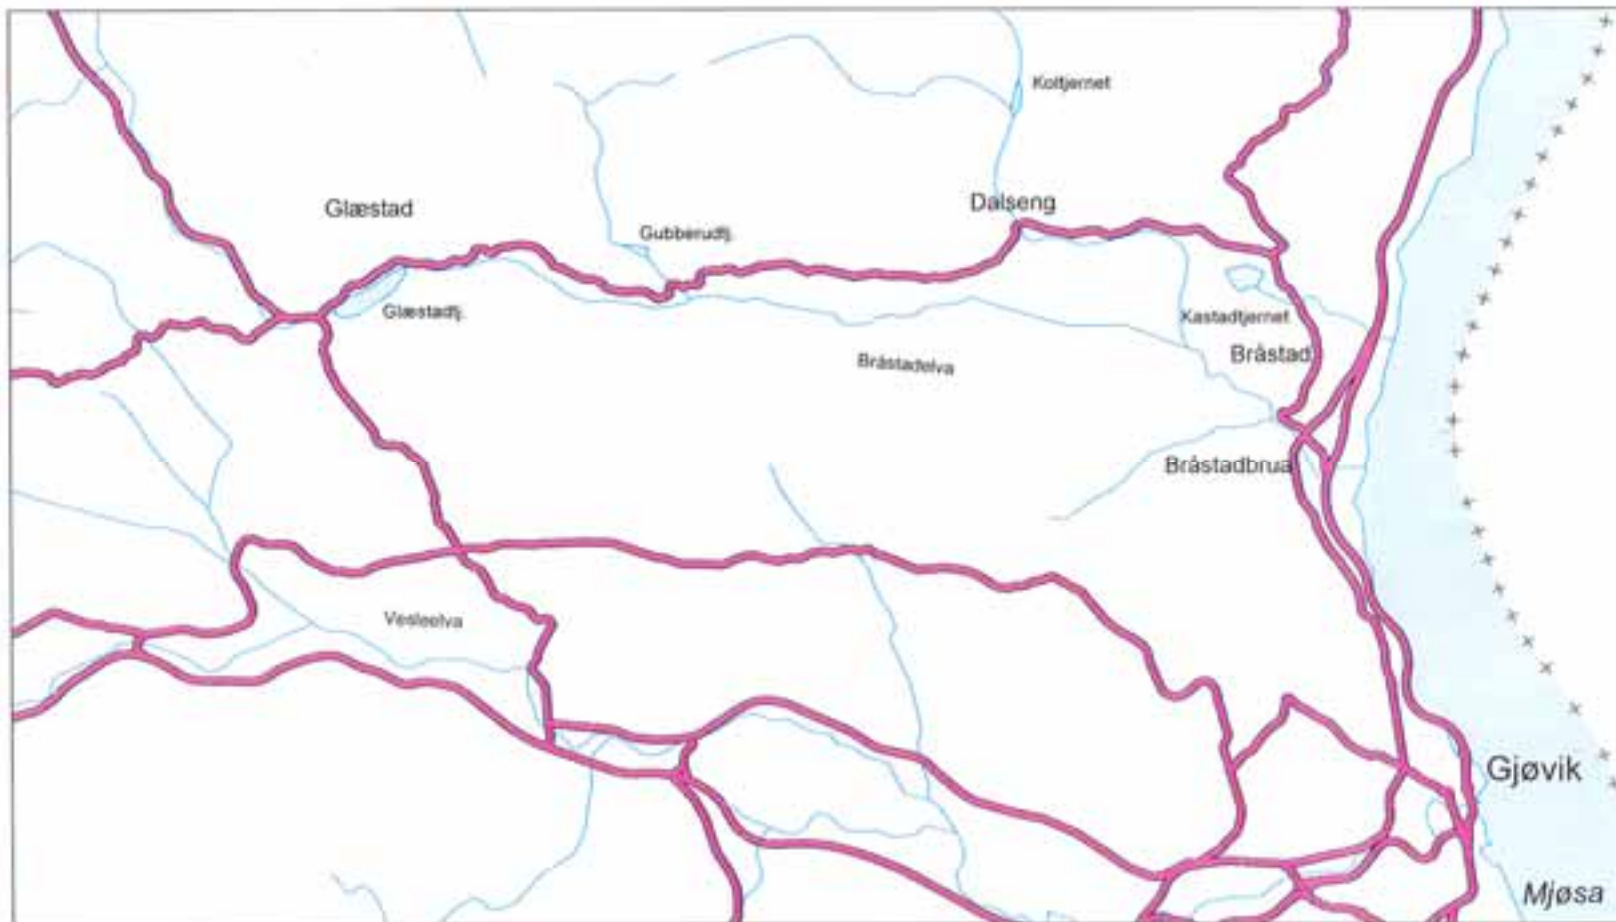 Koltjernet
Glæstad
Dalseng
Gubberudtj.
Glæstadtj.
Kastadtjernet
Bråstad
Bråstadelva
Bråstadbrua
Vesleelva
Gjøvik
Mjøsa